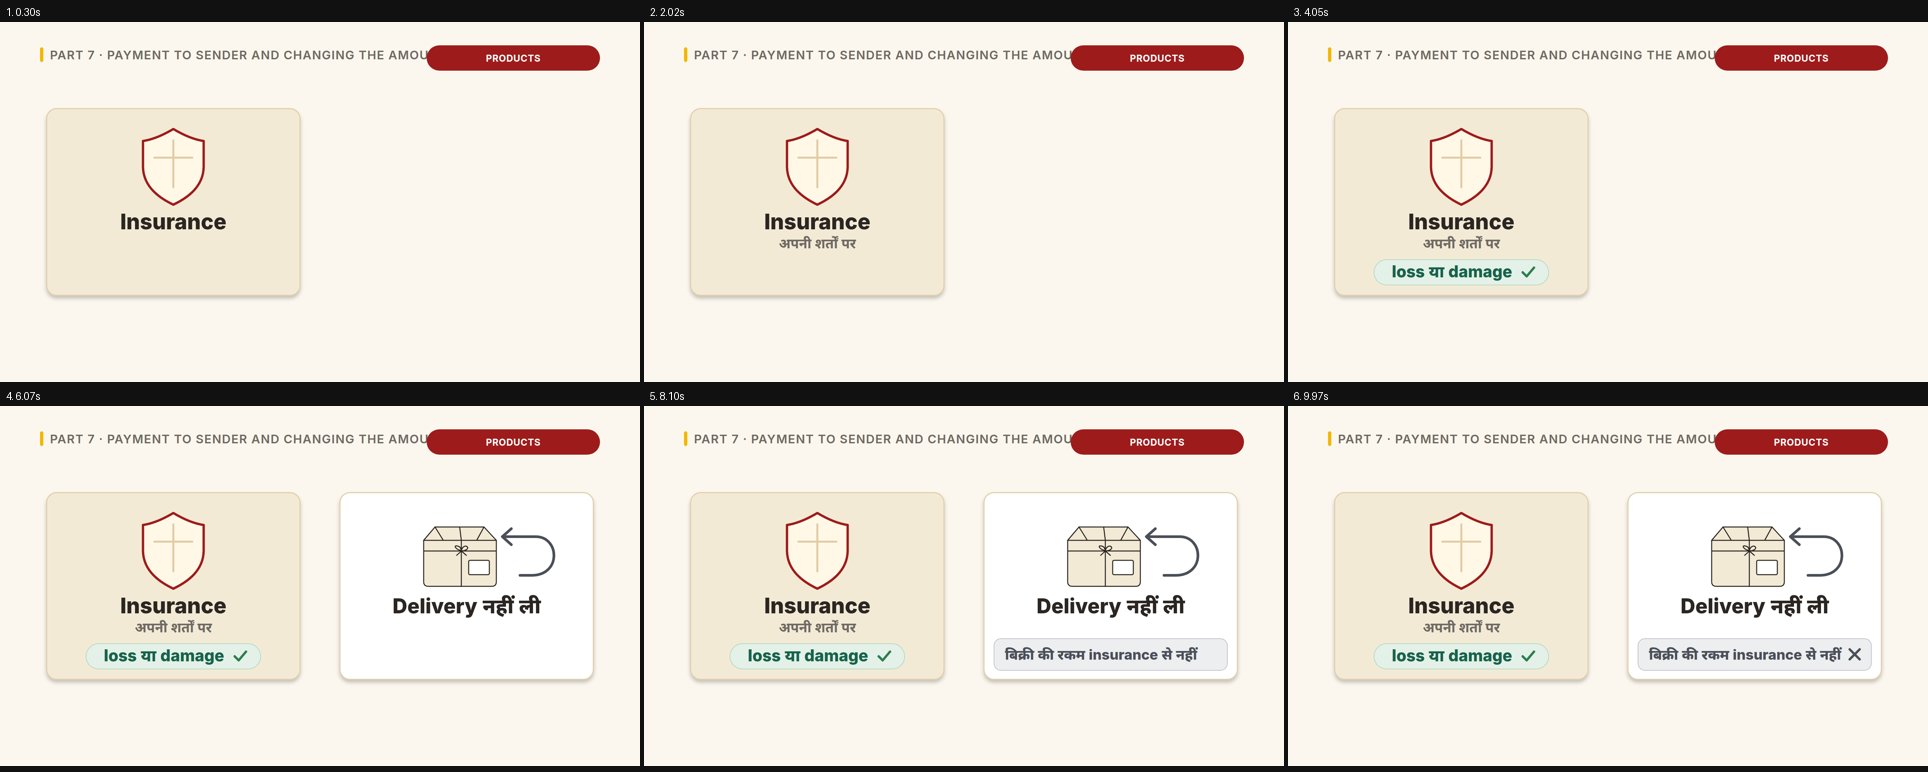 1. 0.30s
PART 7 · PAYMENT TO SENDER AND CHANGING THE AMOU
PRODUCTS
Insurance
2. 2.02s
PART 7 · PAYMENT TO SENDER AND CHANGING THE AMOU
PRODUCTS
Insurance
अपनी शर्तों पर
3. 4.05s
PART 7 · PAYMENT TO SENDER AND CHANGING THE AMOU
PRODUCTS
Insurance
अपनी शर्तों पर
loss या damage
4. 6.07s
PART 7 · PAYMENT TO SENDER AND CHANGING THE AMOU
PRODUCTS
Insurance
अपनी शर्तों पर
loss या damage
Delivery नहीं ली
5. 8.10s
PART 7 · PAYMENT TO SENDER AND CHANGING THE AMOU
PRODUCTS
Insurance
अपनी शर्तों पर
loss या damage
Delivery नहीं ली
बिक्री की रकम insurance से नहीं
6. 9.97s
PART 7 · PAYMENT TO SENDER AND CHANGING THE AMOU
PRODUCTS
Insurance
अपनी शर्तों पर
loss या damage
Delivery नहीं ली
बिक्री की रकम insurance से नहीं